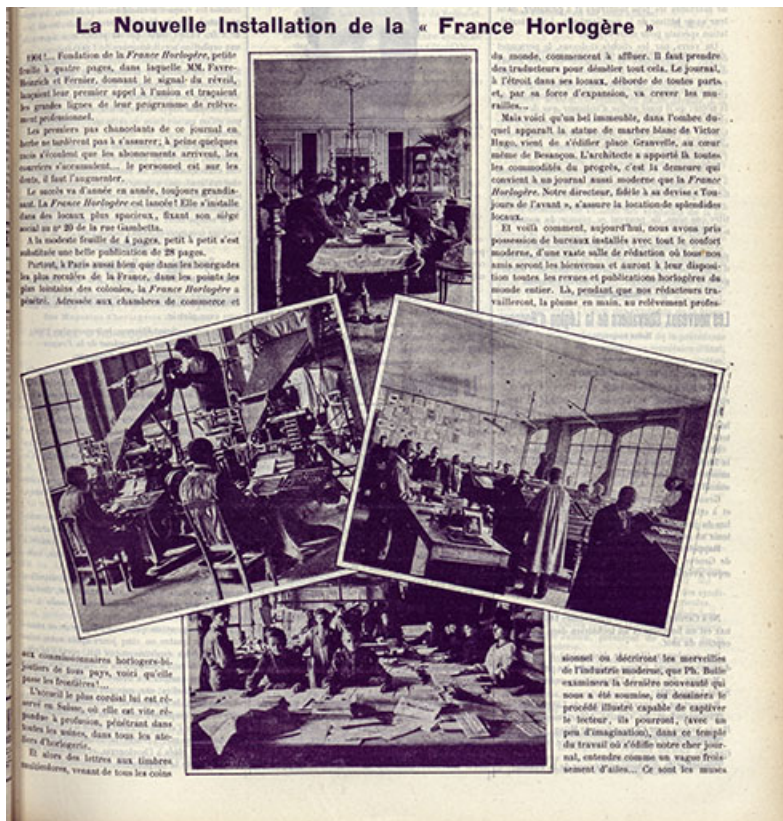 La Nouvelle Installation de la « France Horlogère »
1901!... Fondation de la France Horlogère, petite
feuille à quatre pages, dans laquelle MM. Favre-
Heinrich et Fernier, donnant le signal du réveil,
lançaient leur premier appel à l'union et traçaient
les grandes lignes de leur programme de relève-
ment professionnel.
Les premiers pas chancelants de ce journal en
herbe ne tardèrent pas à s'assurer; à peine quelques
mois s'écoulent que les abonnements arrivent, les
courriers s'accumulent... le personnel est sur les
dents, il faut l'augmenter.
Le succès va d'année en année, toujours grandis-
sant. La France Horlogère est lancée! Elle s'installe
dans des locaux plus spacieux, fixant son siège
social au nº 20 de la rue Gambetta.
A la modeste feuille de 4 pages, petit à petit s'est
substituée une belle publication de 28 pages.
Partout, à Paris aussi bien que dans les bourgades
les plus reculées de la France, dans les points les
plus lointains des colonies, la France Horlogère a
pénétré. Adressée aux chambres de commerce et
aux commissionnaires horlogers-bi-
joutiers de tous pays, voici qu'elle
passe les frontières!...
L'accueil le plus cordial lui est ré-
servé en Suisse, où elle est vite ré-
pandue à profusion, pénétrant dans
toutes les usines, dans tous les ate-
liers d'horlogerie.
Et alors des lettres aux timbres
multicolores, venant de tous les coins
du monde, commencent à affluer. Il faut prendre
des traducteurs pour démêler tout cela. Le journal,
à l'étroit dans ses locaux, déborde de toutes parts
et, par sa force d'expansion, va crever les mu-
railles...
Mais voici qu'un bel immeuble, dans l'ombre du-
quel apparaît la statue de marbre blanc de Victor
Hugo, vient de s'édifier place Granvelle, au cœur
même de Besançon. L'architecte a apporté là toutes
les commodités du progrès, c'est la demeure qui
convient à un journal aussi moderne que la France
Horlogère. Notre directeur, fidèle à sa devise « Tou-
jours de l'avant », s'assure la location de splendides
locaux.
Et voilà comment, aujourd'hui, nous avons pris
possession de bureaux installés avec tout le confort
moderne, d'une vaste salle de rédaction où tous nos
amis seront les bienvenus et auront à leur disposi-
tion toutes les revues et publications horlogères du
monde entier. Là, pendant que nos rédacteurs tra-
vailleront, la plume en main, au relèvement profes-
sionnel ou décriront les merveilles
de l'industrie moderne, que Ph. Bulle
examinera la dernière nouveauté qui
nous a été soumise, ou dessinera le
procédé illustré capable de captiver
le lecteur, ils pourront, (avec un
peu d'imagination), dans ce temple
du travail où s'édifie notre cher jour-
nal, entendre comme un vague frois-
sement d'ailes... Ce sont les muses